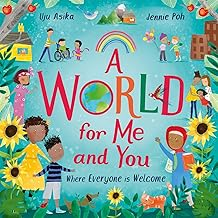 Uju Asika
Jennie Poh
A
WORLD
for Me
and You
Where Everyone is Welcome